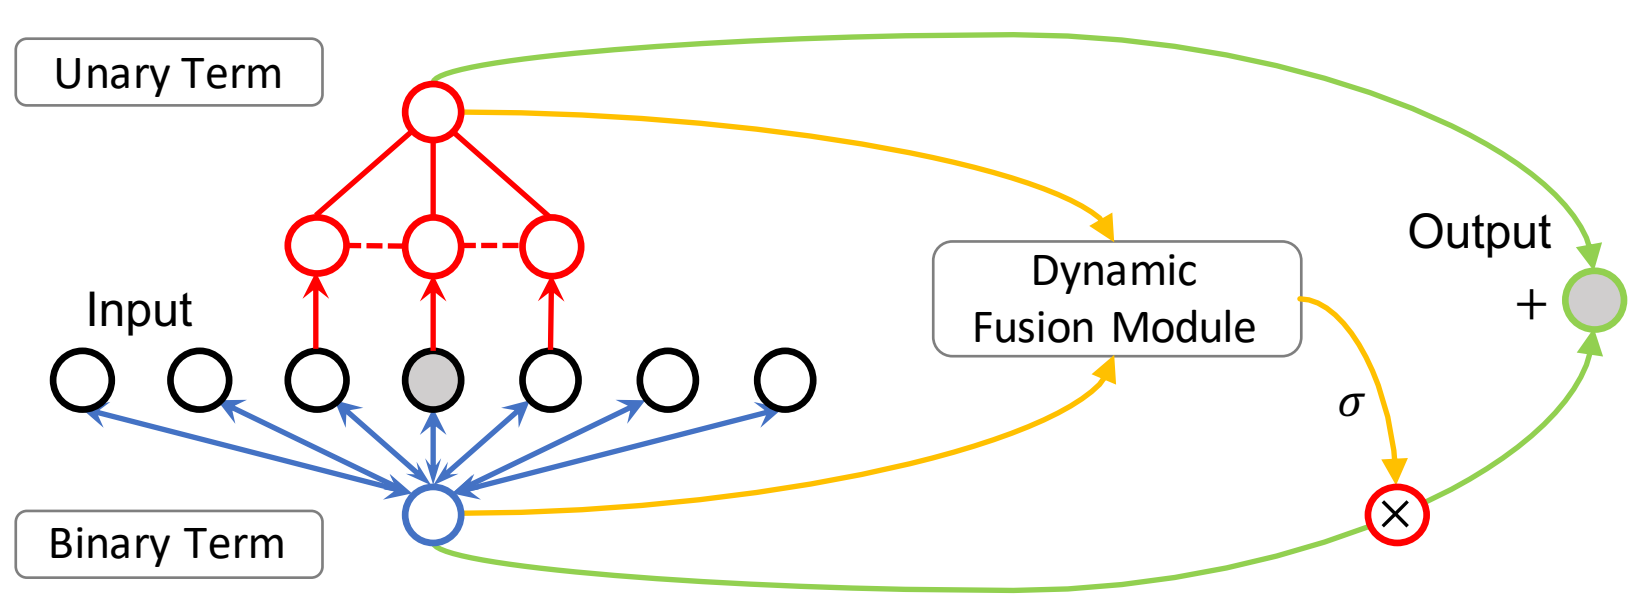 Unary Term
Output
+
Dynamic
Fusion Module
Input
σ
×
Binary Term